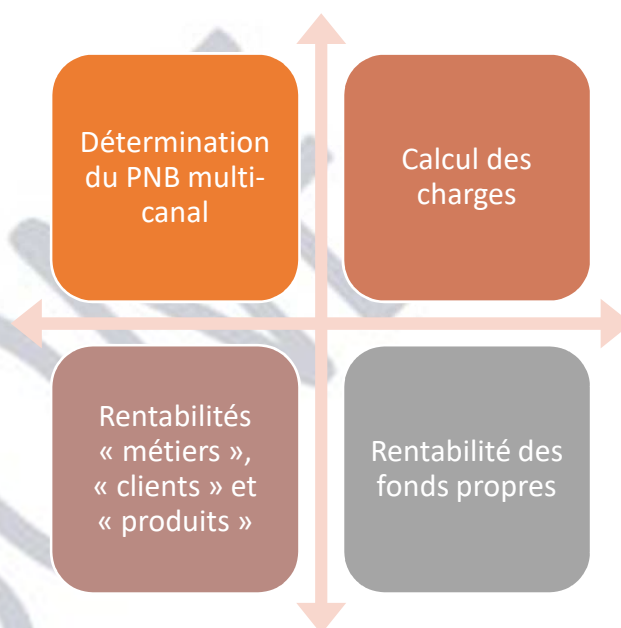 Détermination
du PNB multi-
canal
Calcul des
charges
Rentabilités
« métiers »,
« clients » et
« produits »
Rentabilité des
fonds propres